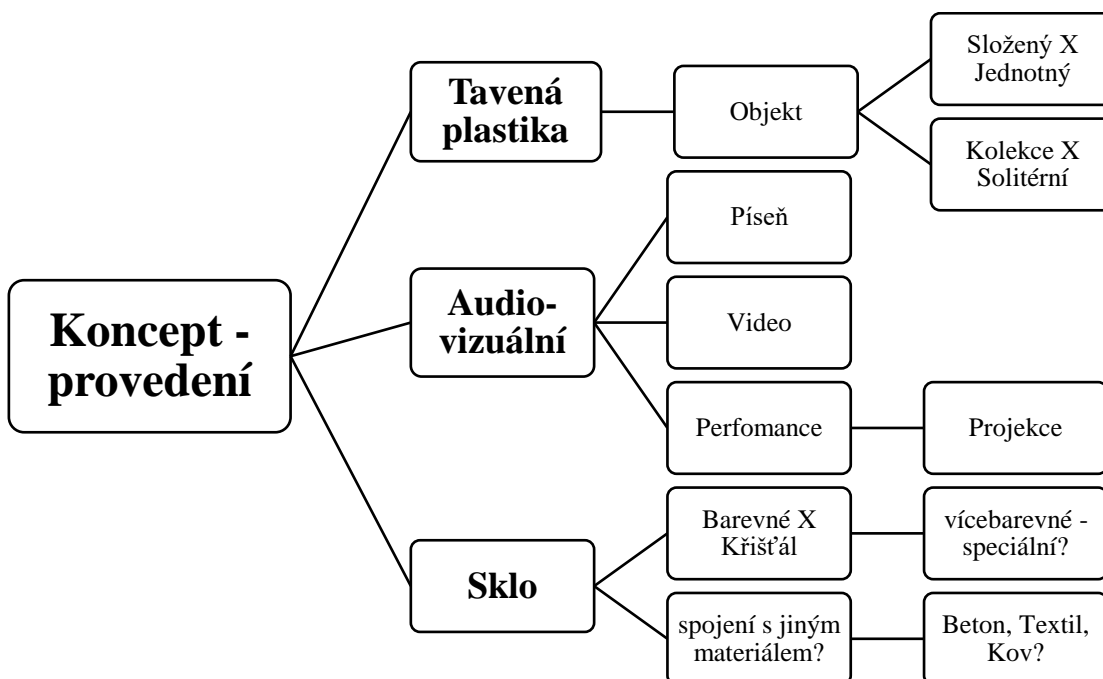 Koncept -
provedení
Tavená
plastika
Objekt
Složený X
Jednotný
Kolekce X
Solitérní
Audio-
vizuální
Píseň
Video
Perfomance
Projekce
Sklo
Barevné X
Křišťál
vícebarevné -
speciální?
spojení s jiným
materiálem?
Beton, Textil,
Kov?